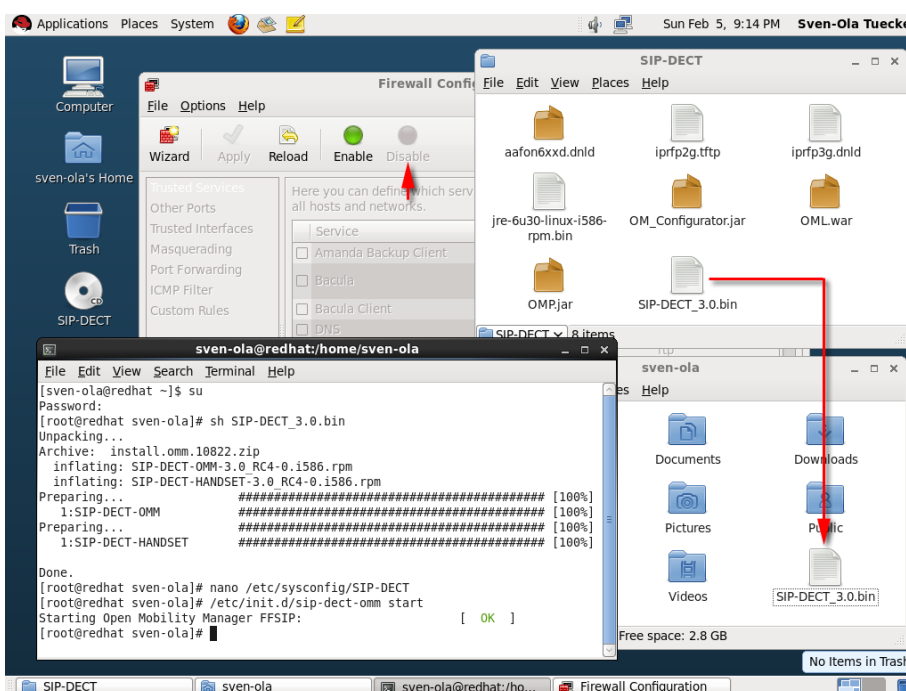 Applications Places System
Sun Feb 5, 9:14 PM Sven-Ola Tuecke
Computer
sven-ola's Home
Trash
CD
SIP-DECT
Firewall Confi
File Options Help
Wizard Apply Reload Enable Disable
Trusted Services
Other Ports
Trusted Interfaces
Masquerading
Port Forwarding
ICMP Filter
Custom Rules
Here you can define which serv
all hosts and networks.
Service
Amanda Backup Client
Bacula
Bacula Client
DNS
SIP-DECT
File Edit View Places Help
aafon6xxd.dnld
iprfp2g.tftp
iprfp3g.dnld
jre-6u30-linux-i586-
rpm.bin
OM_Configurator.jar
OML.war
OMP.jar
SIP-DECT_3.0.bin
SIP-DECT 8 items
ftp
sven-ola@redhat:/home/sven-ola
File Edit View Search Terminal Help
[sven-ola@redhat ~]$ su
Password:
[root@redhat sven-ola]# sh SIP-DECT_3.0.bin
Unpacking...
Archive:  install.omm.10822.zip
  inflating: SIP-DECT-OMM-3.0_RC4-0.i586.rpm
  inflating: SIP-DECT-HANDSET-3.0_RC4-0.i586.rpm
Preparing... ########################################### [100%]
   1:SIP-DECT-OMM ########################################### [100%]
Preparing... ########################################### [100%]
   1:SIP-DECT-HANDSET ########################################### [100%]
Done.
[root@redhat sven-ola]# nano /etc/sysconfig/SIP-DECT
[root@redhat sven-ola]# /etc/init.d/sip-dect-omm start
Starting Open Mobility Manager FFSIP: [  OK  ]
[root@redhat sven-ola]#
sven-ola
es Help
Documents
Downloads
Pictures
Public
Videos
SIP-DECT_3.0.bin
Free space: 2.8 GB
No Items in Trash
SIP-DECT
sven-ola
sven-ola@redhat:/ho...
Firewall Configuration